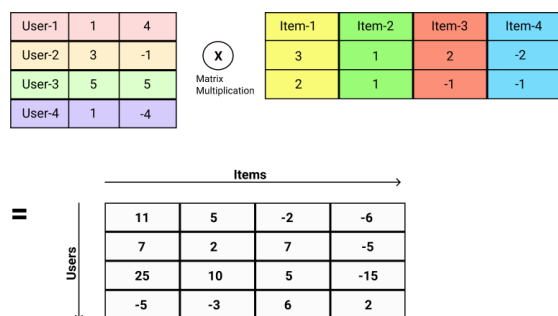 User-1 1 4
User-2 3 -1
User-3 5 5
User-4 1 -4
X
Matrix
Multiplication
Item-1 Item-2 Item-3 Item-4
3 1 2 -2
2 1 -1 -1
=
Items
Users
11 5 -2 -6
7 2 7 -5
25 10 5 -15
-5 -3 6 2